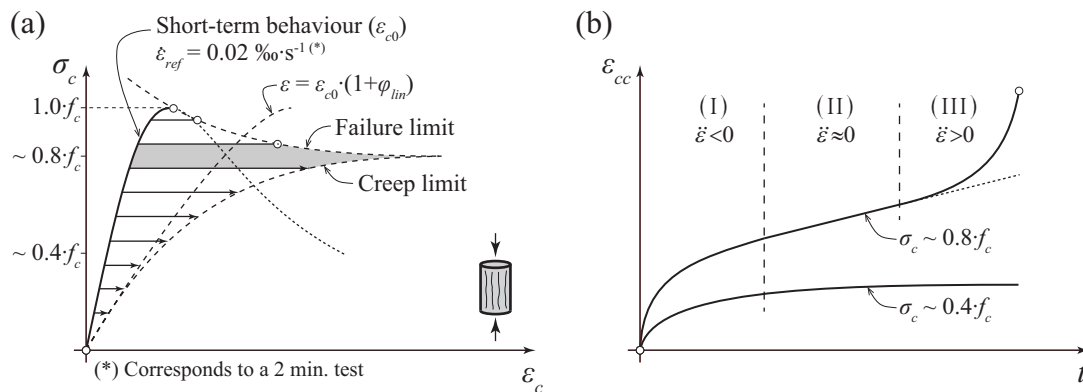 (a)
Short-term behaviour (ε_c0)
ε̇_ref = 0.02 ‰·s⁻¹ (*)
σ_c
ε = ε_c0·(1+φ_lin)
1.0·f_c
Failure limit
~ 0.8·f_c
Creep limit
~ 0.4·f_c
(*) Corresponds to a 2 min. test
ε_c
(b)
ε_cc
(I)
(II)
(III)
ε̈<0
ε̈≈0
ε̈>0
σ_c ~ 0.8·f_c
σ_c ~ 0.4·f_c
t